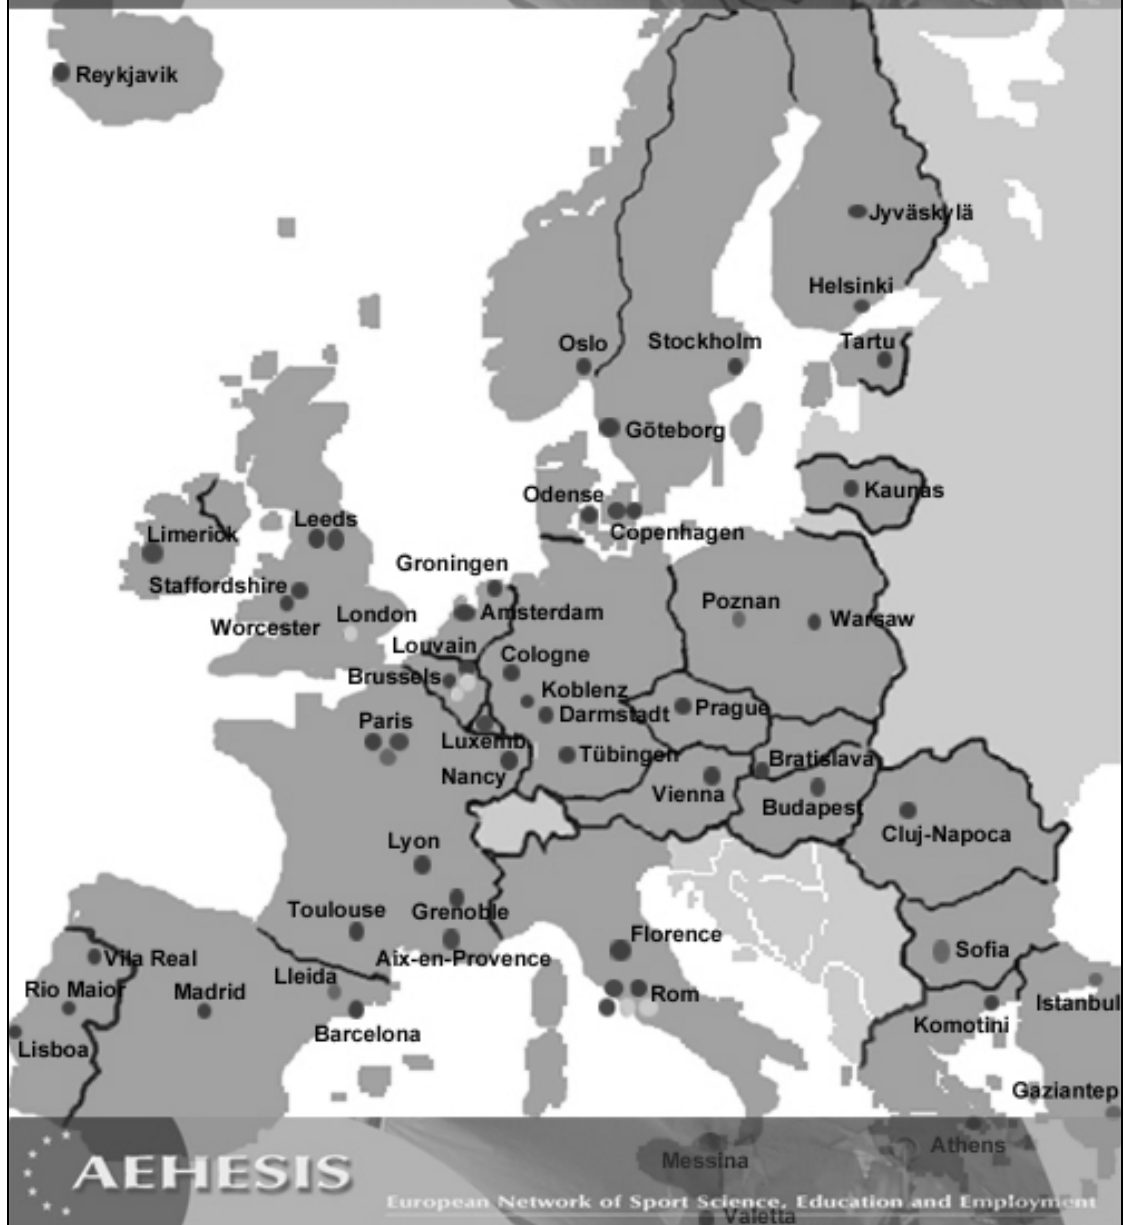 Reykjavik
Jyväskylä
Helsinki
Oslo
Stockholm
Tartu
Göteborg
Odense
Kaunas
Leeds
Limerick
Copenhagen
Groningen
Staffordshire
Poznan
Warsaw
Worcester
London
Amsterdam
Louvain
Cologne
Brussels
Koblenz
Prague
Darmstadt
Paris
Luxemb.
Tübingen
Bratislava
Nancy
Vienna
Budapest
Cluj-Napoca
Lyon
Toulouse
Grenoble
Florence
Sofia
Vila Real
Aix-en-Provence
Lleida
Rio Maior
Madrid
Rom
Istanbul
Barcelona
Komotini
Lisboa
Gaziantep
Athens
Messina
AEHESIS
European Network of Sport Science, Education and Employment
Valetta